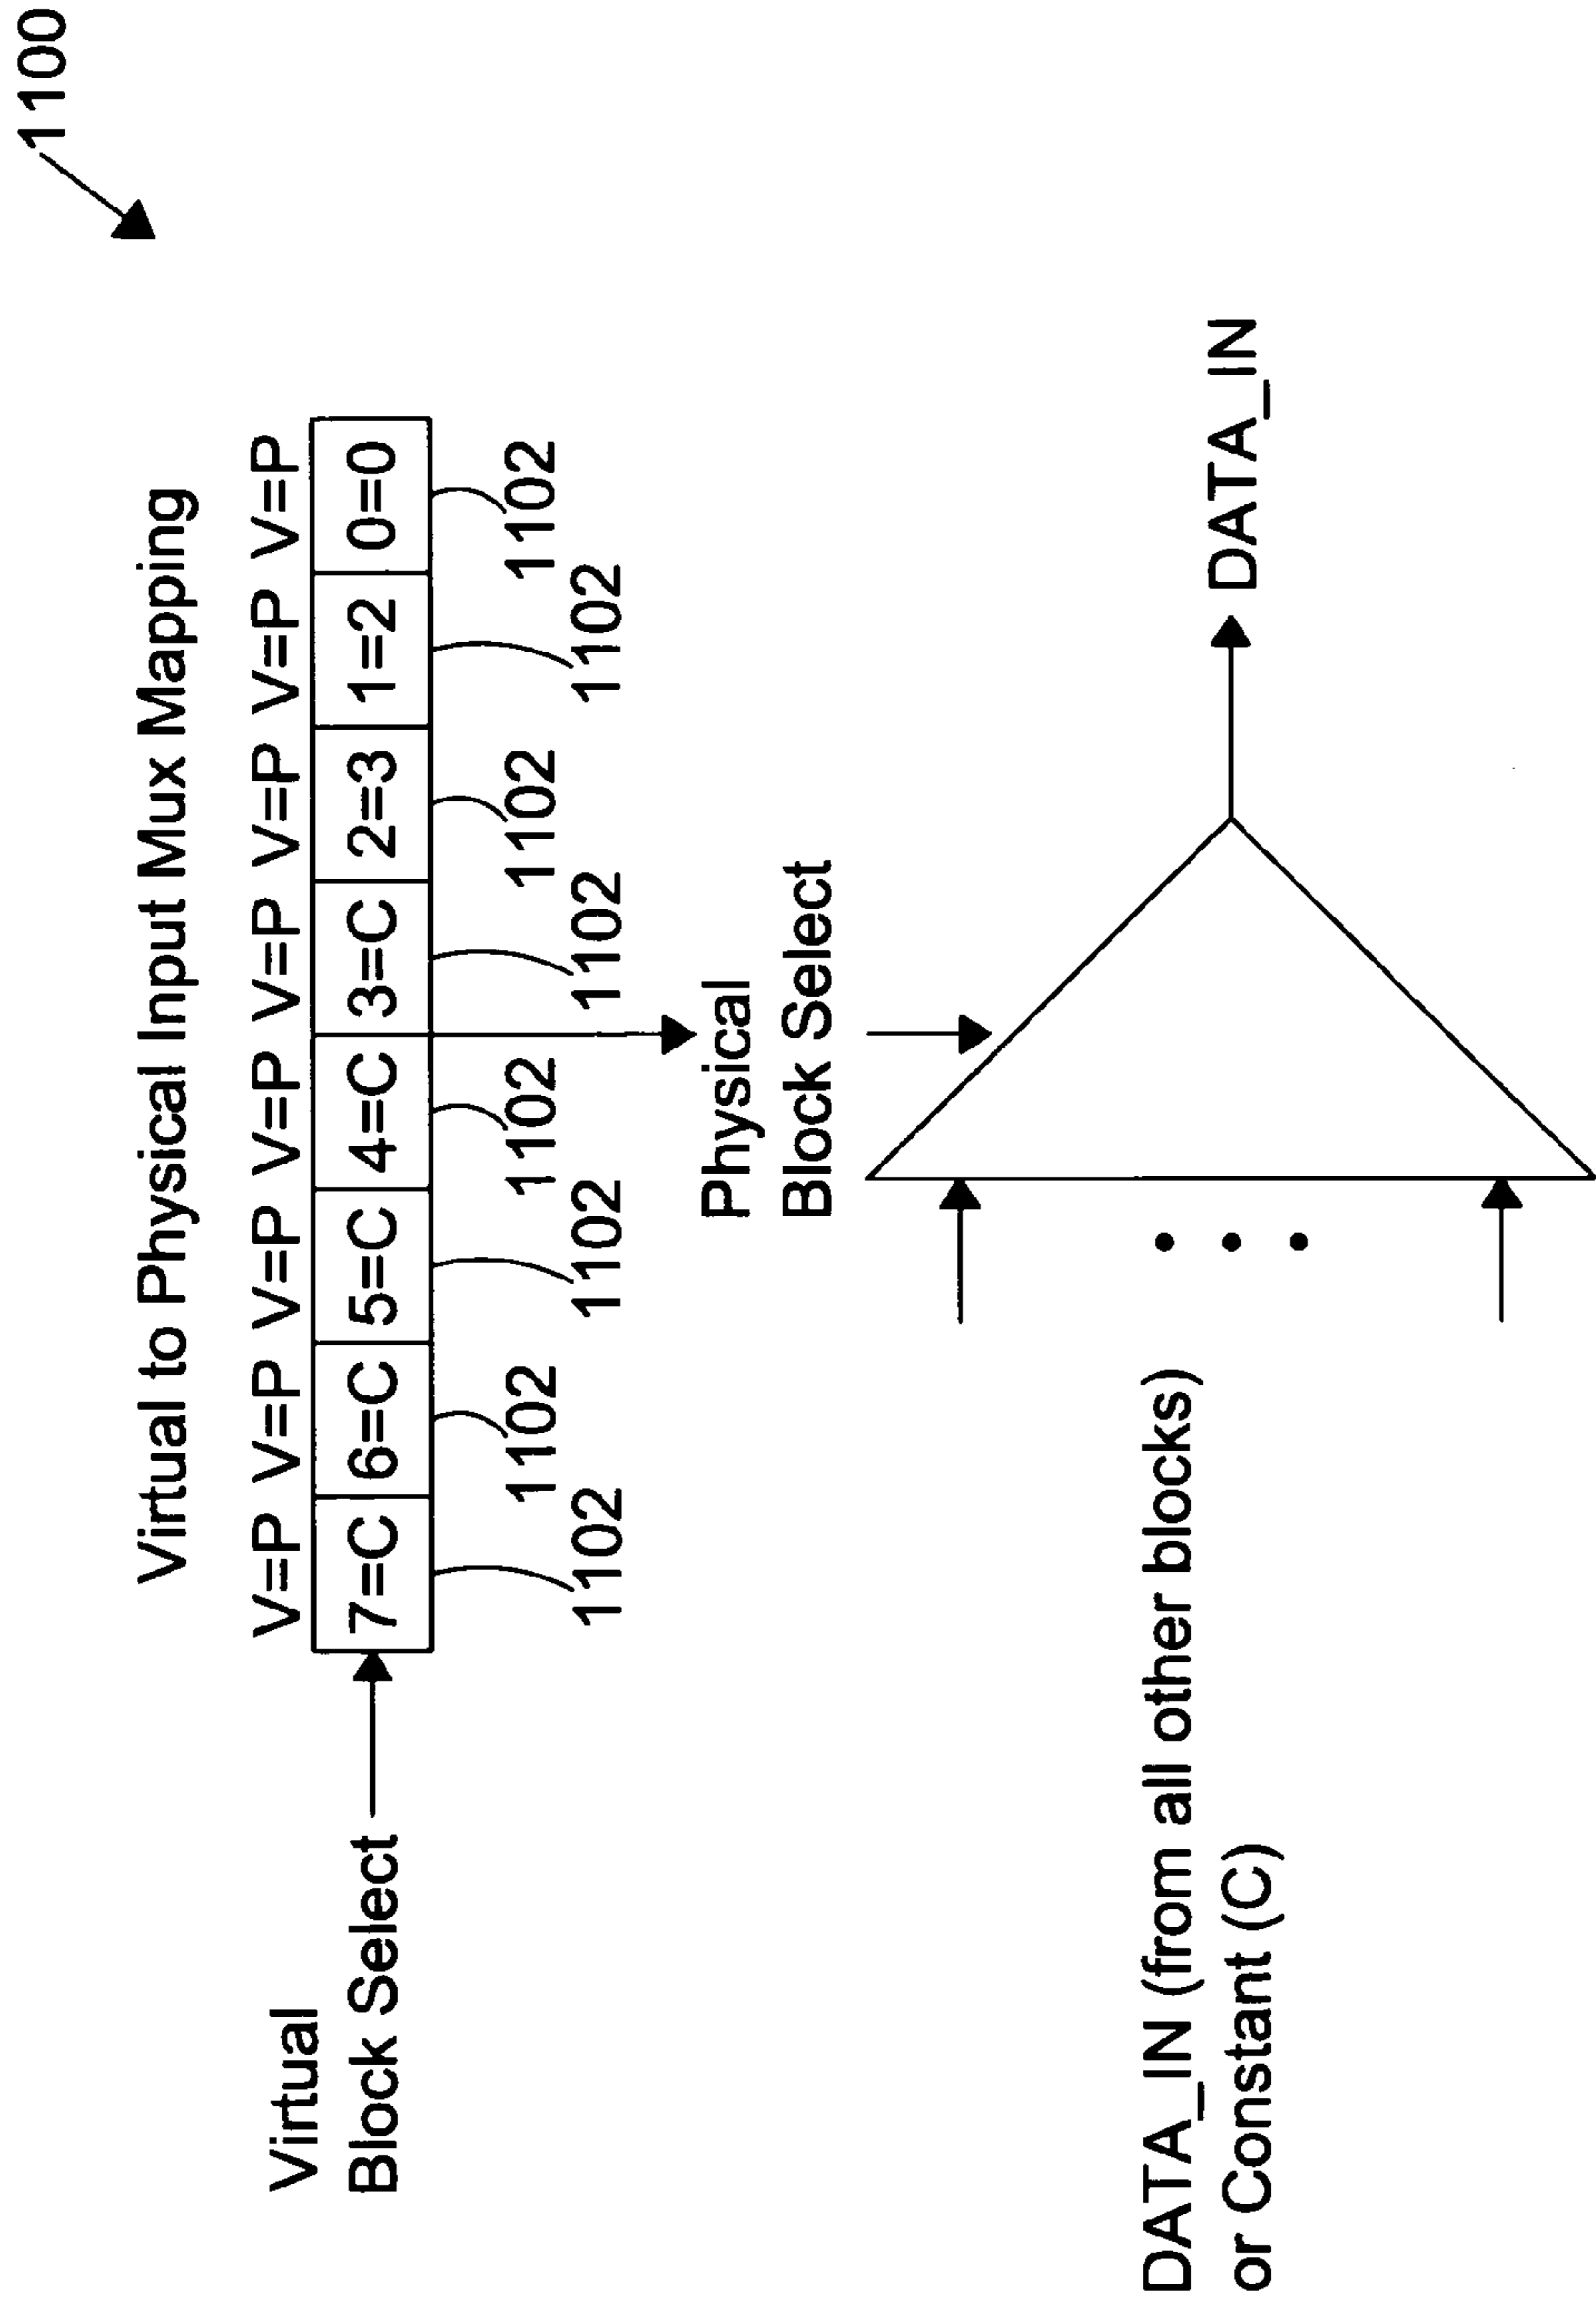 1100
Virtual to Physical Input Mux Mapping
V=P V=P V=P V=P V=P V=P V=P V=P
Virtual
Block Select
7=C 6=C 5=C 4=C 3=C 2=3 1=2 0=0
1102 1102 1102 1102
1102 1102 1102 1102
Physical
Block Select
DATA_IN (from all other blocks)
or Constant (C)
DATA_IN